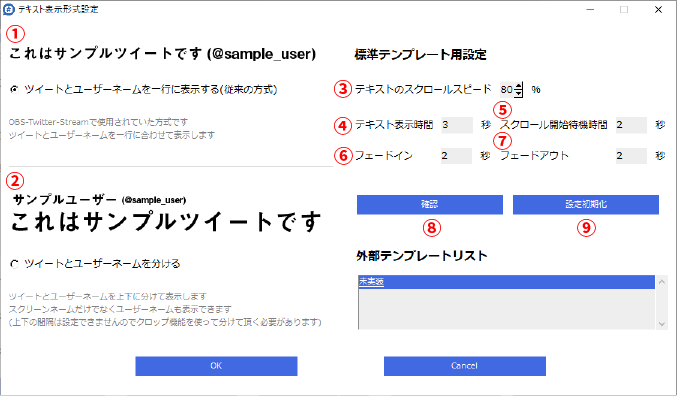 テキスト表示形式設定
①
これはサンプルツイートです (@sample_user)
ツイートとユーザーネームを一行に表示する(従来の方式)
OBS-Twitter-Streamで使用されていた方式です
ツイートとユーザーネームを一行に合わせて表示します
②
サンプルユーザー (@sample_user)
これはサンプルツイートです
ツイートとユーザーネームを分ける
ツイートとユーザーネームを上下に分けて表示します
スクリーンネームだけでなくユーザーネームも表示できます
(上下の間隔は設定できませんのでクロップ機能を使って分けて頂く必要があります)
標準テンプレート用設定
③ テキストのスクロールスピード 80 %
⑤
④ テキスト表示時間 3 秒 スクロール開始待機時間 2 秒
⑦
⑥ フェードイン 2 秒 フェードアウト 2 秒
確認 設定初期化
⑧ ⑨
外部テンプレートリスト
未実装
OK Cancel